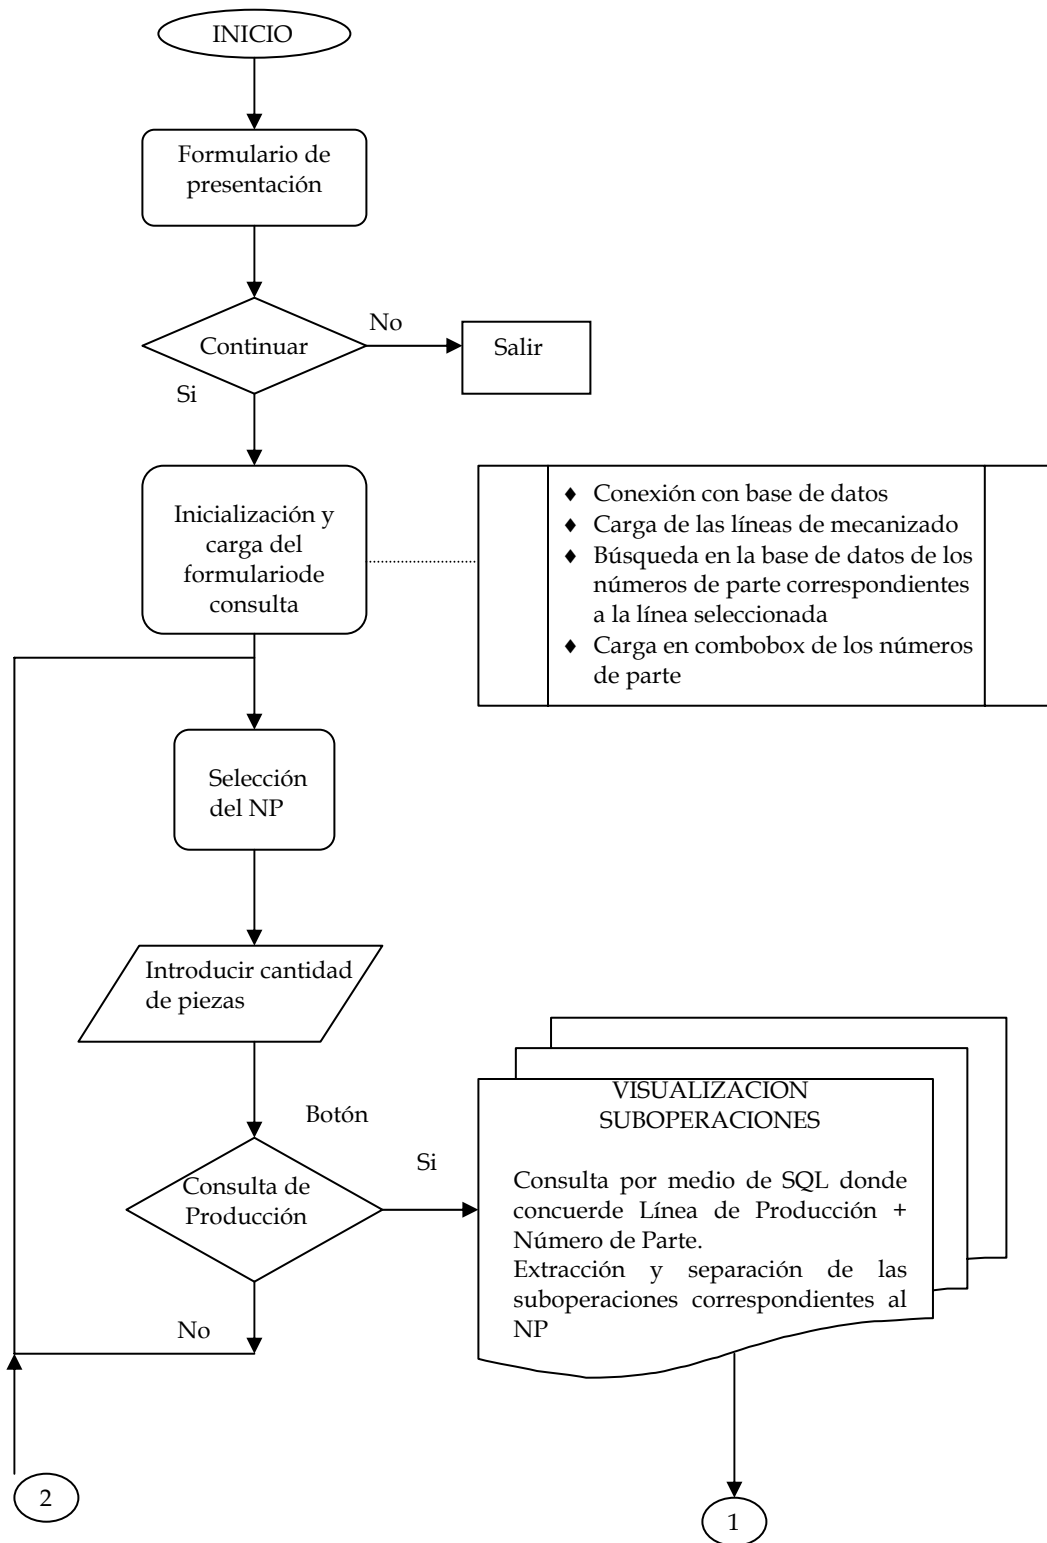 INICIO
Formulario de
presentación
Continuar
No
Salir
Si
Inicialización y
carga del
formulariode
consulta
♦ Conexión con base de datos
♦ Carga de las líneas de mecanizado
♦ Búsqueda en la base de datos de los
números de parte correspondientes
a la línea seleccionada
♦ Carga en combobox de los números
de parte
Selección
del NP
Introducir cantidad
de piezas
Botón
Consulta de
Producción
Si
No
VISUALIZACION
SUBOPERACIONES
Consulta por medio de SQL donde
concuerde Línea de Producción +
Número de Parte.
Extracción y separación de las
suboperaciones correspondientes al
NP
2
1